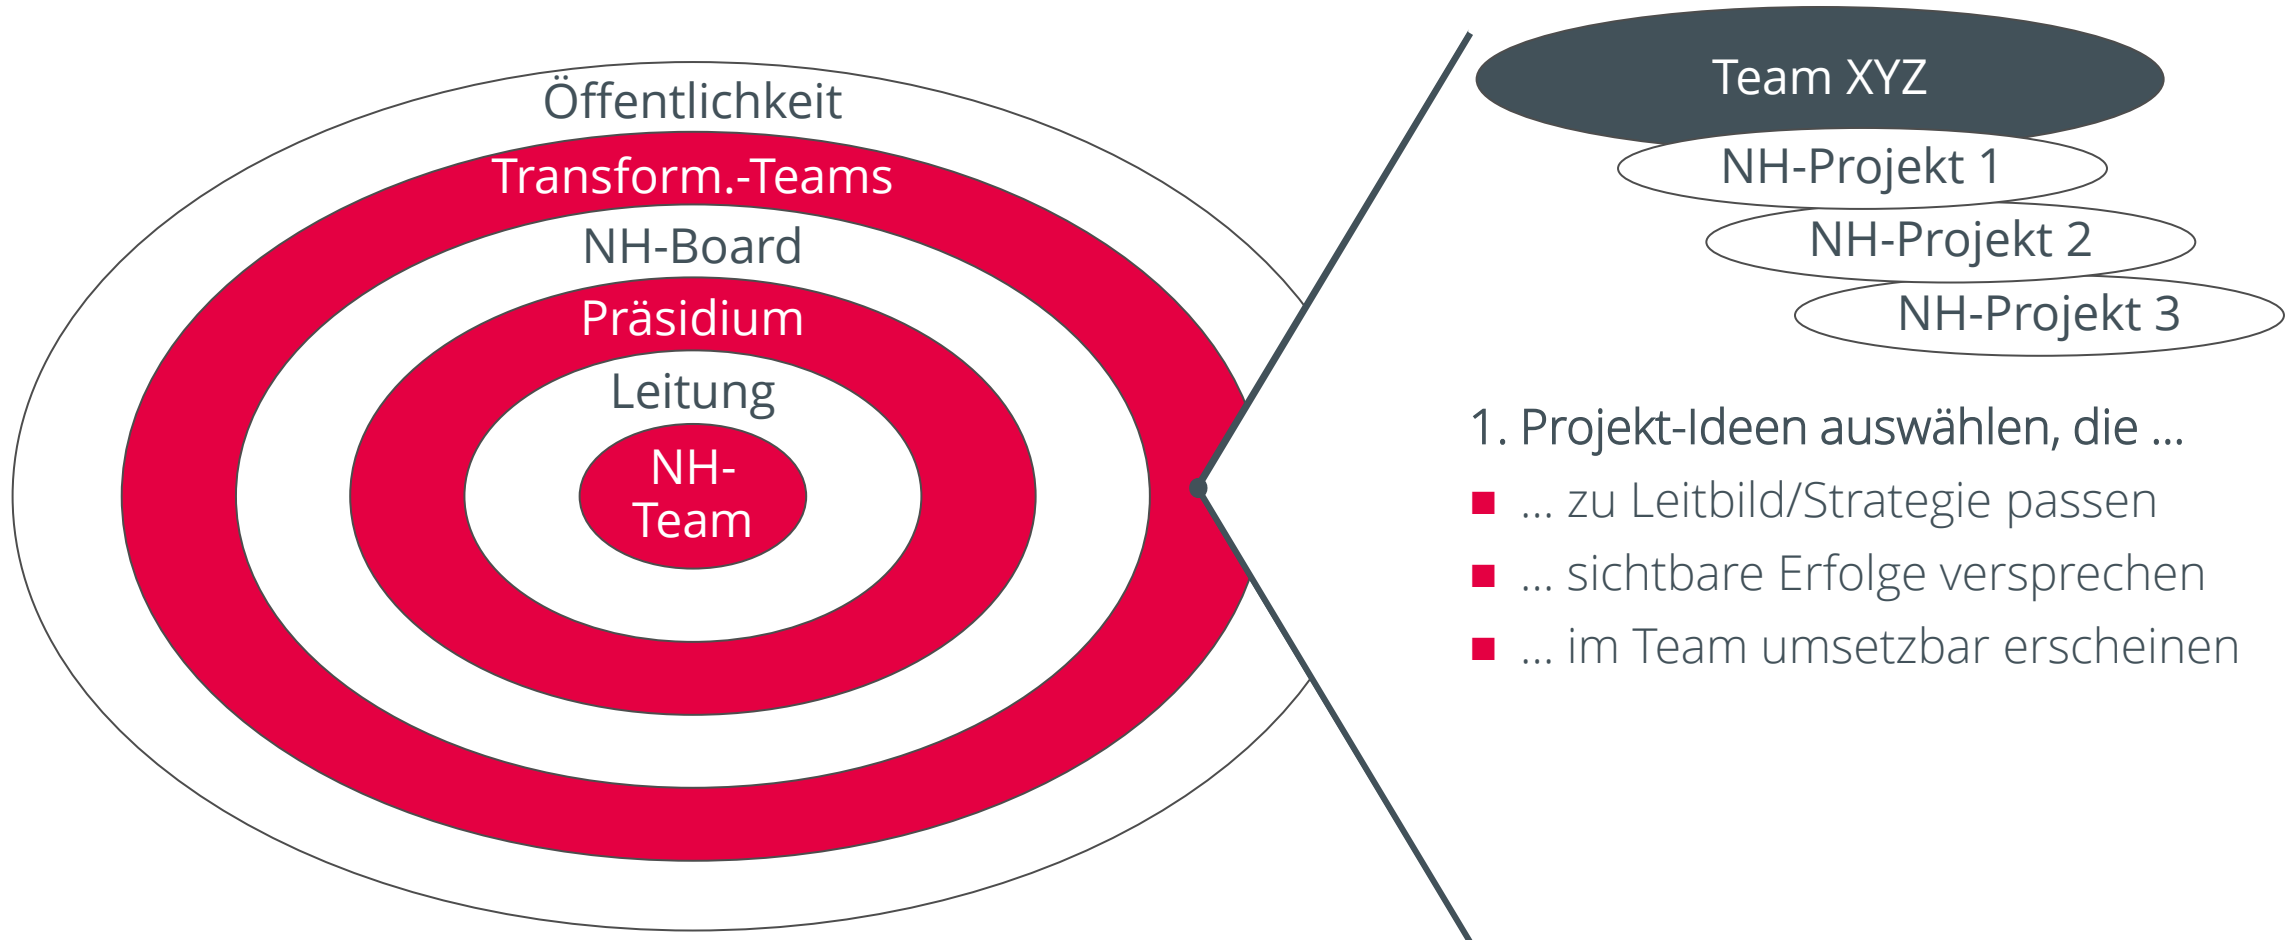 Öffentlichkeit
Transform.-Teams
NH-Board
Präsidium
Leitung
NH-
Team
Team XYZ
NH-Projekt 1
NH-Projekt 2
NH-Projekt 3
1. Projekt-Ideen auswählen, die ...
... zu Leitbild/Strategie passen
... sichtbare Erfolge versprechen
... im Team umsetzbar erscheinen